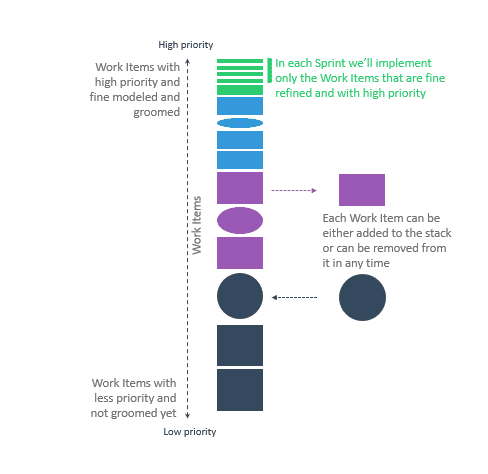 High priority
Work Items with
high priority and
fine modeled and
groomed
In each Sprint we'll implement
only the Work Items that are fine
refined and with high priority
Work Items
Each Work Item can be
either added to the stack
or can be removed from
it in any time
Work Items with
less priority and
not groomed yet
Low priority